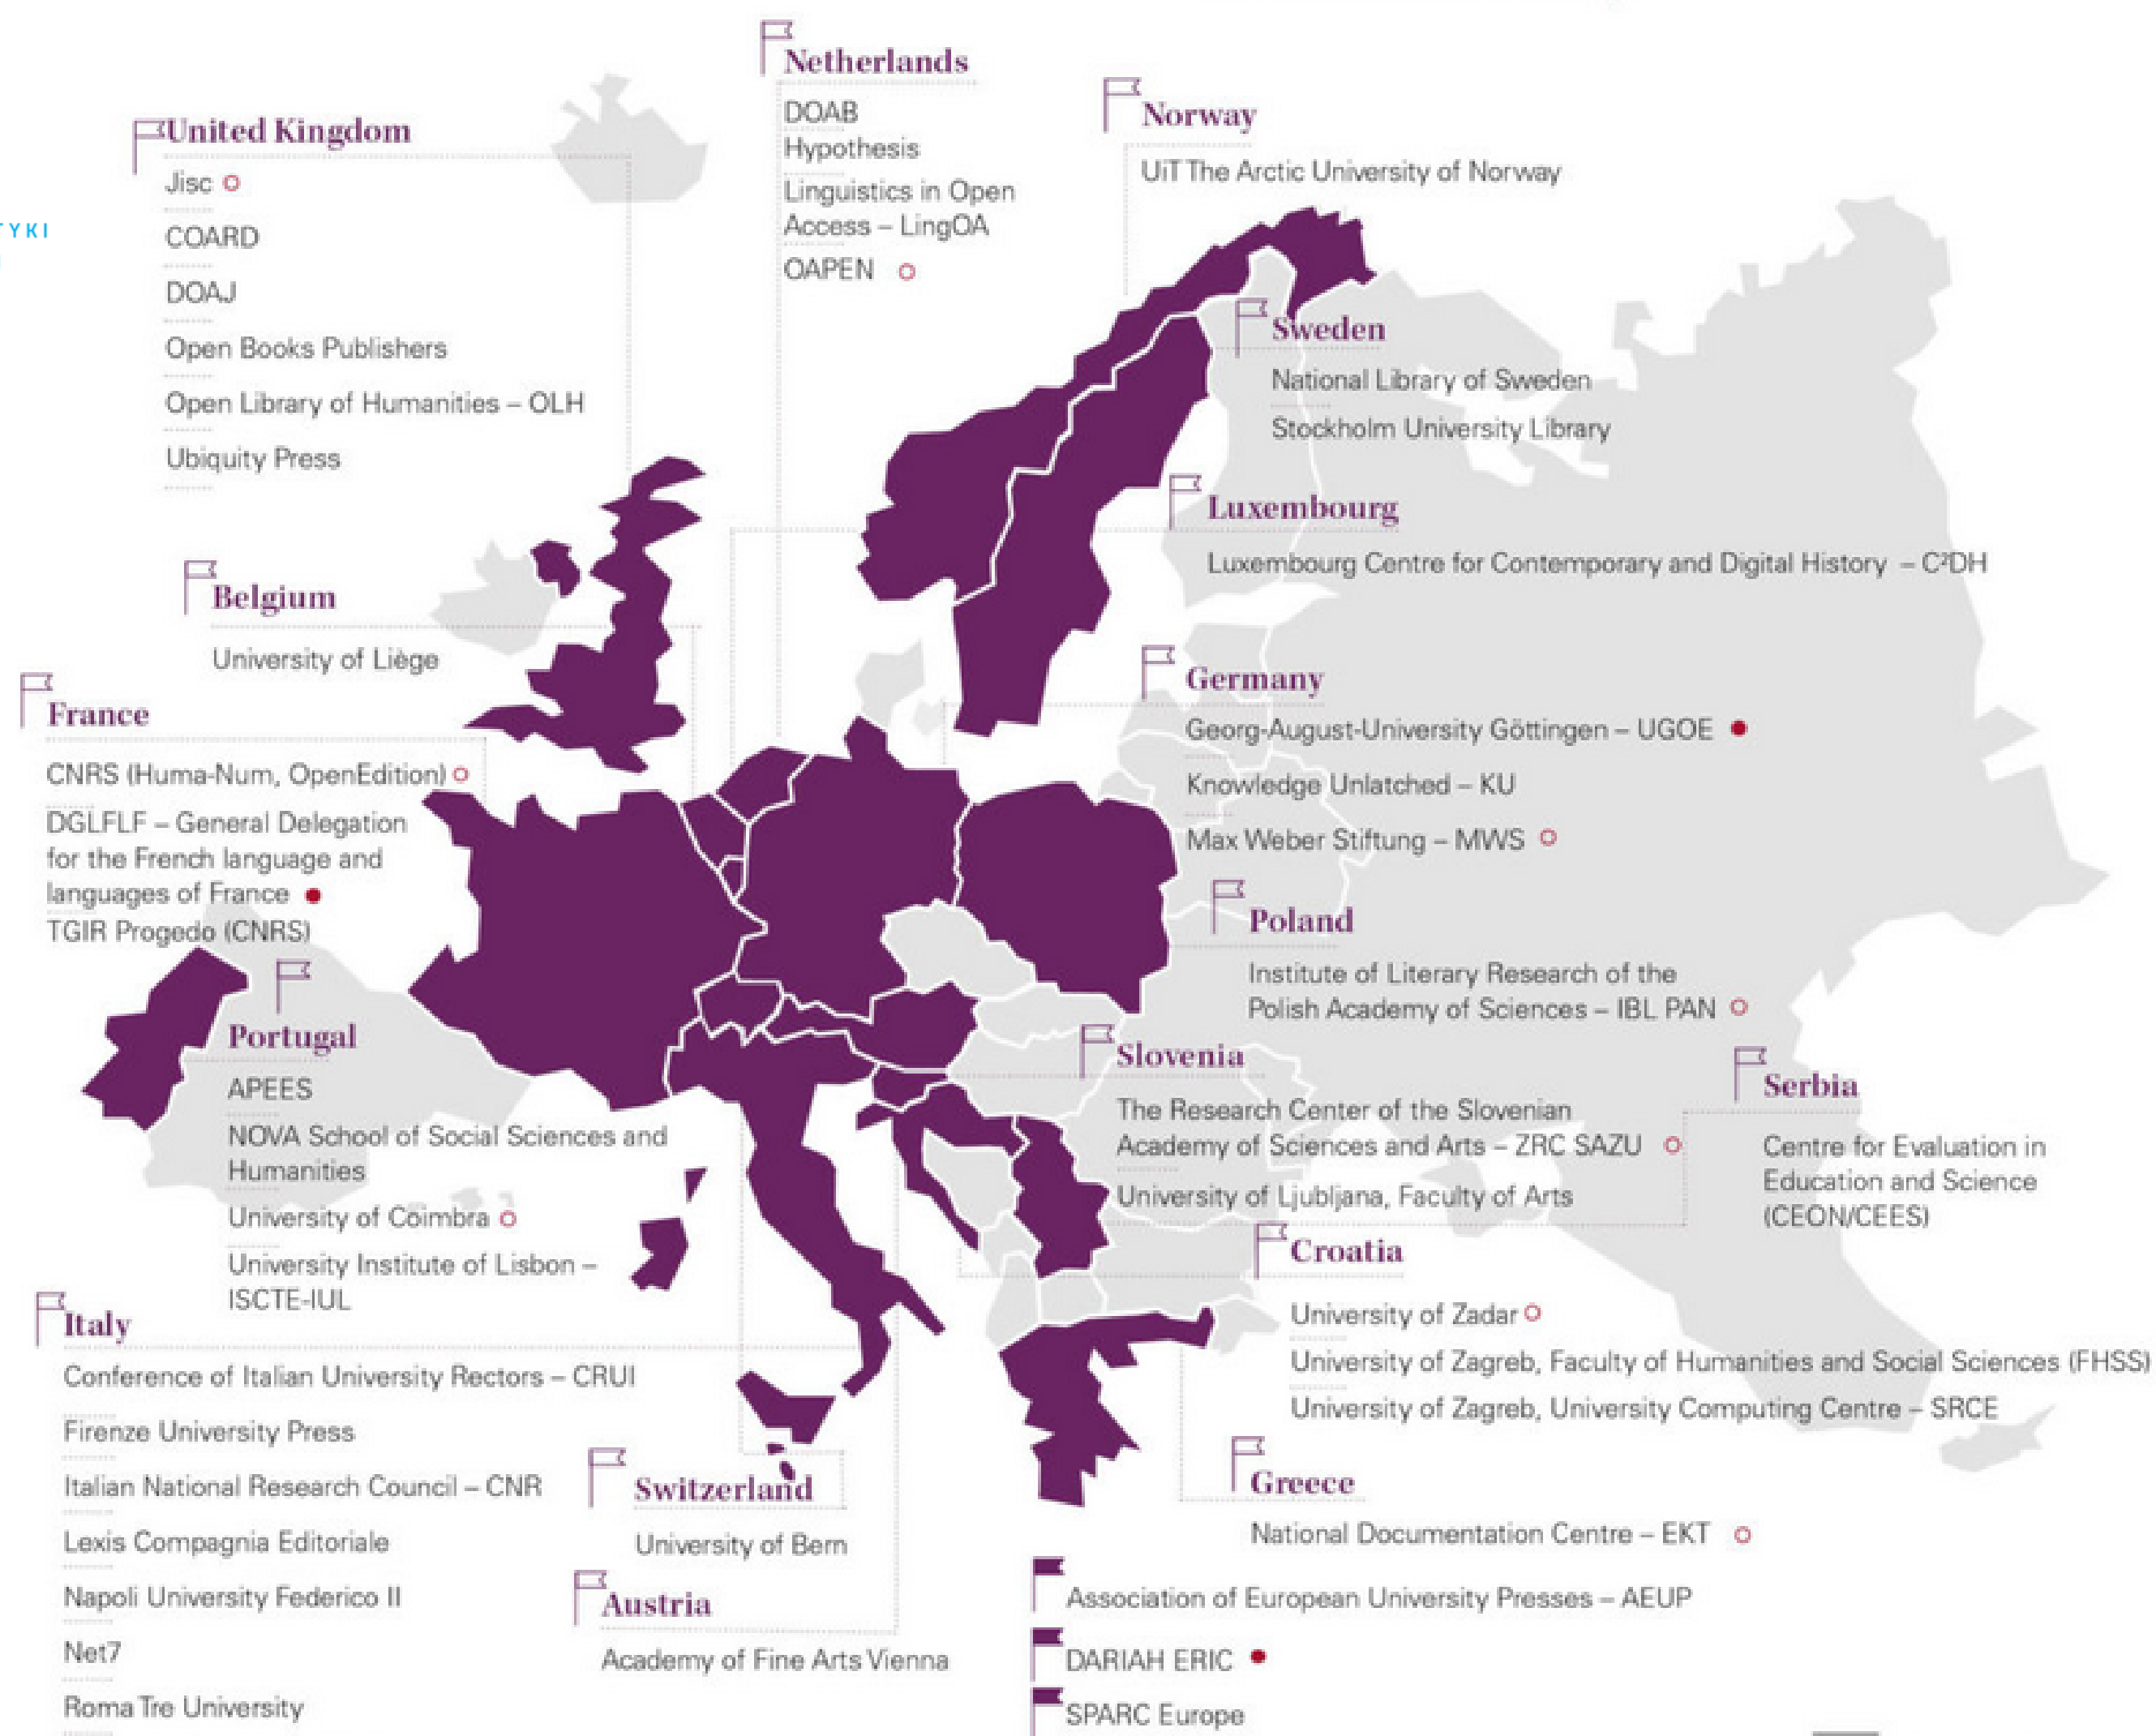 TYKI
United Kingdom
Jisc
COARD
DOAJ
Open Books Publishers
Open Library of Humanities – OLH
Ubiquity Press
Netherlands
DOAB
Hypothesis
Linguistics in Open
Access – LingOA
OAPEN
Norway
UiT The Arctic University of Norway
Sweden
National Library of Sweden
Stockholm University Library
Luxembourg
Luxembourg Centre for Contemporary and Digital History – C²DH
Belgium
University of Liège
France
CNRS (Huma-Num, OpenEdition)
DGLFLF – General Delegation
for the French language and
languages of France
TGIR Progedo (CNRS)
Germany
Georg-August-University Göttingen – UGOE
Knowledge Unlatched – KU
Max Weber Stiftung – MWS
Poland
Institute of Literary Research of the
Polish Academy of Sciences – IBL PAN
Portugal
APEES
NOVA School of Social Sciences and
Humanities
University of Coimbra
University Institute of Lisbon –
ISCTE-IUL
Slovenia
The Research Center of the Slovenian
Academy of Sciences and Arts – ZRC SAZU
University of Ljubljana, Faculty of Arts
Serbia
Centre for Evaluation in
Education and Science
(CEON/CEES)
Croatia
University of Zadar
University of Zagreb, Faculty of Humanities and Social Sciences (FHSS)
University of Zagreb, University Computing Centre – SRCE
Italy
Conference of Italian University Rectors – CRUI
Firenze University Press
Italian National Research Council – CNR
Lexis Compagnia Editoriale
Napoli University Federico II
Net7
Roma Tre University
Switzerland
University of Bern
Austria
Academy of Fine Arts Vienna
Greece
National Documentation Centre – EKT
Association of European University Presses – AEUP
DARIAH ERIC
SPARC Europe